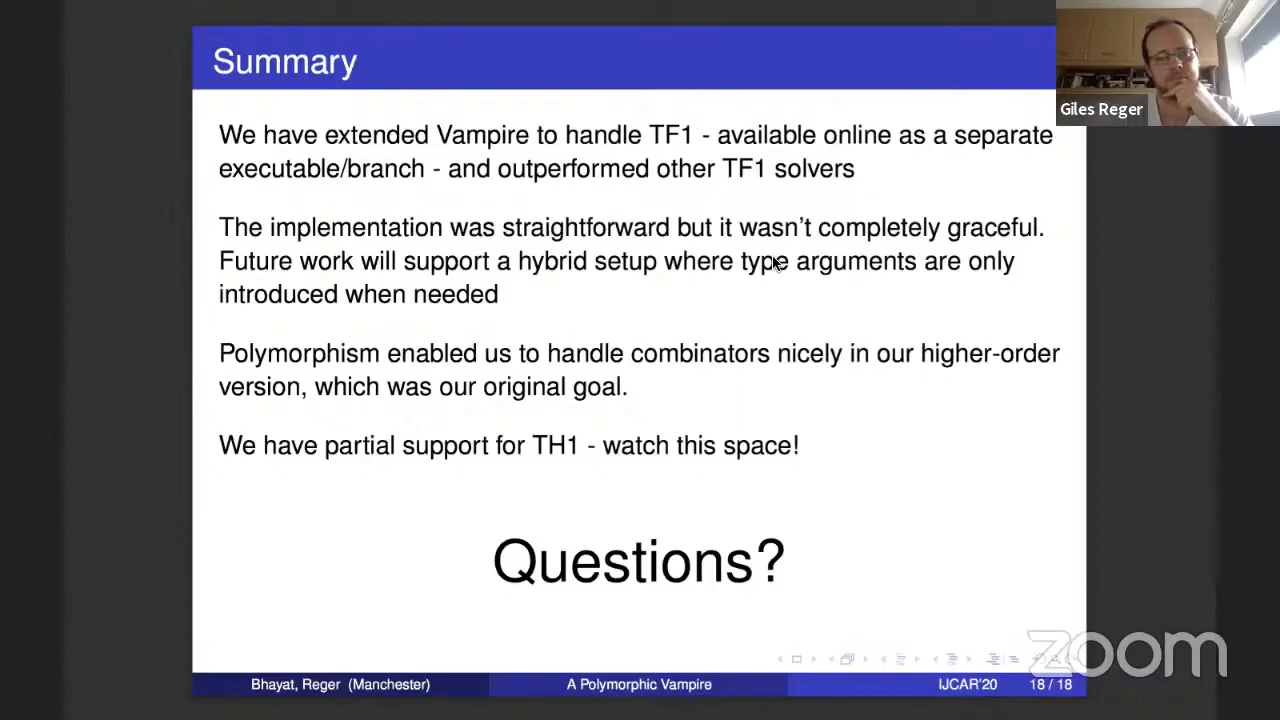 Summary
Giles Reger
We have extended Vampire to handle TF1 - available online as a separate
executable/branch - and outperformed other TF1 solvers
The implementation was straightforward but it wasn't completely graceful.
Future work will support a hybrid setup where type arguments are only
introduced when needed
Polymorphism enabled us to handle combinators nicely in our higher-order
version, which was our original goal.
We have partial support for TH1 - watch this space!
Questions?
zoom
Bhayat, Reger (Manchester) A Polymorphic Vampire IJCAR'20 18 / 18